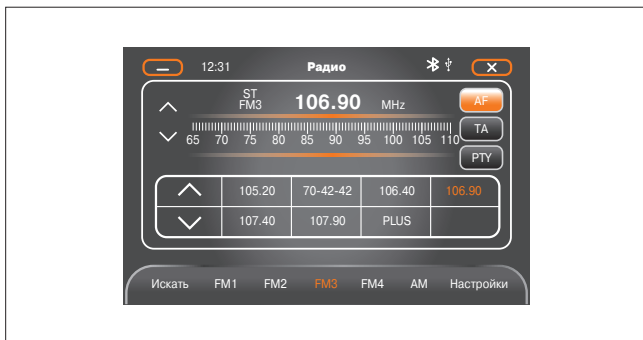 12:31 Радио
ST
FM3 106.90 MHz AF
TA
65 70 75 80 85 90 95 100 105 110
PTY
105.20 70-42-42 106.40 106.90
107.40 107.90 PLUS
Искать FM1 FM2 FM3 FM4 AM Настройки